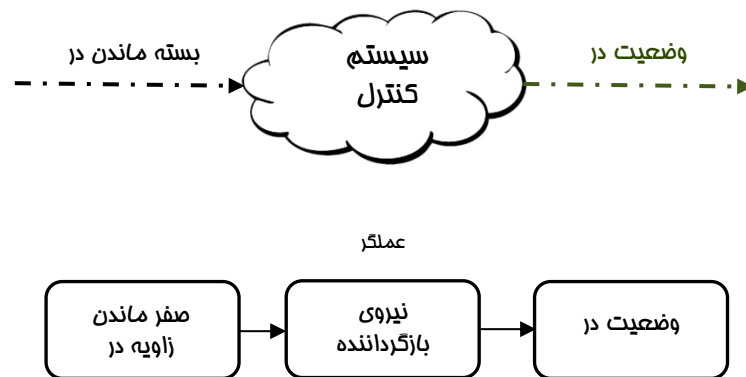 بسته ماندن در
سیستم
کنترل
وضعیت در
عملگر
صفر ماندن
زاویه در
نیروی
بازگرداننده
وضعیت در